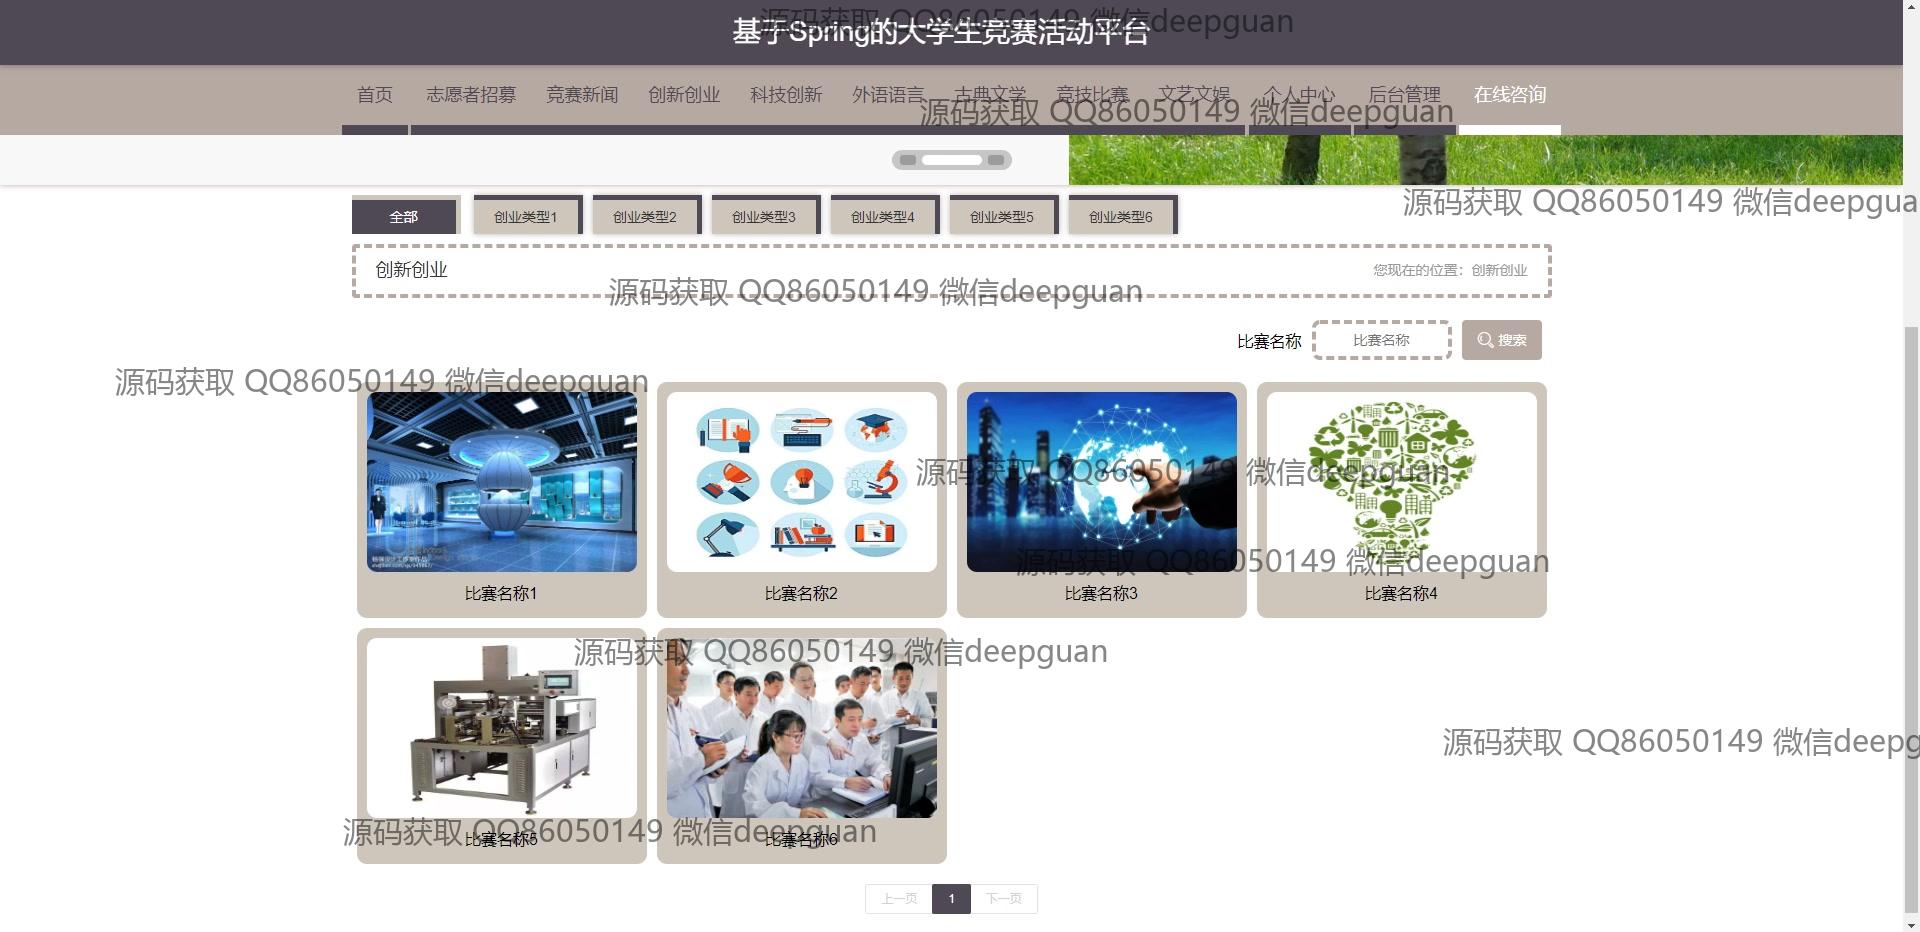 基于Spring的大学生竞赛活动平台
源码获取 QQ86050149 微信deepguan
首页 志愿者招募 竞赛新闻 创新创业 科技创新 外语语言 古典文学 竞技比赛 文艺文娱 个人中心 后台管理 在线咨询
源码获取 QQ86050149 微信deepguan
源码获取 QQ86050149 微信deepgua
全部 创业类型1 创业类型2 创业类型3 创业类型4 创业类型5 创业类型6
创新创业 您现在的位置：创新创业
源码获取 QQ86050149 微信deepguan
比赛名称 比赛名称 搜索
源码获取 QQ86050149 微信deepguan
源码获取 QQ86050149 微信deepguan
源码获取 QQ86050149 微信deepguan
比赛名称1 比赛名称2 比赛名称3 比赛名称4
源码获取 QQ86050149 微信deepguan
源码获取 QQ86050149 微信deepg
源码获取 QQ86050149 微信deepguan
比赛名称5 比赛名称6
上一页 1 下一页